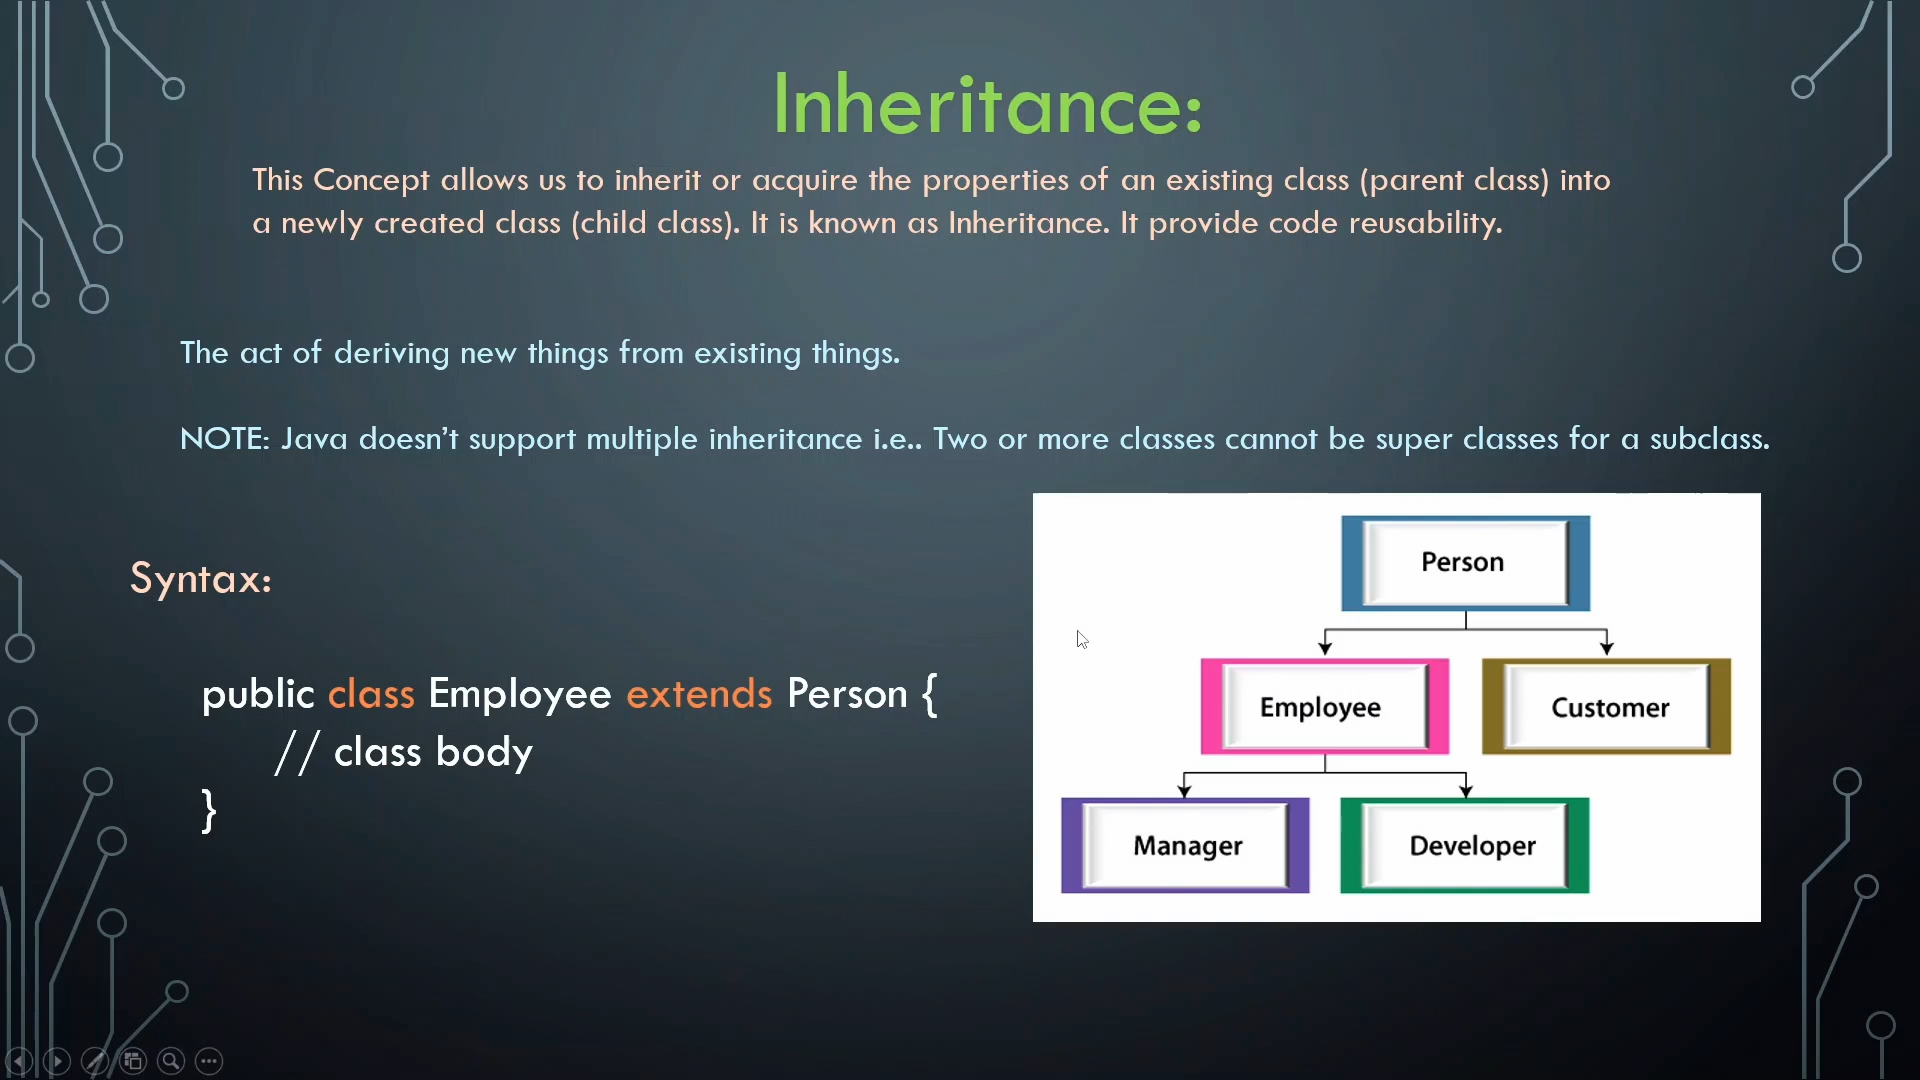 Inheritance:
This Concept allows us to inherit or acquire the properties of an existing class (parent class) into
a newly created class (child class). It is known as Inheritance. It provide code reusability.
The act of deriving new things from existing things.
NOTE: Java doesn’t support multiple inheritance i.e.. Two or more classes cannot be super classes for a subclass.
Syntax:
public class Employee extends Person {
// class body
}
Person
Employee
Customer
Manager
Developer